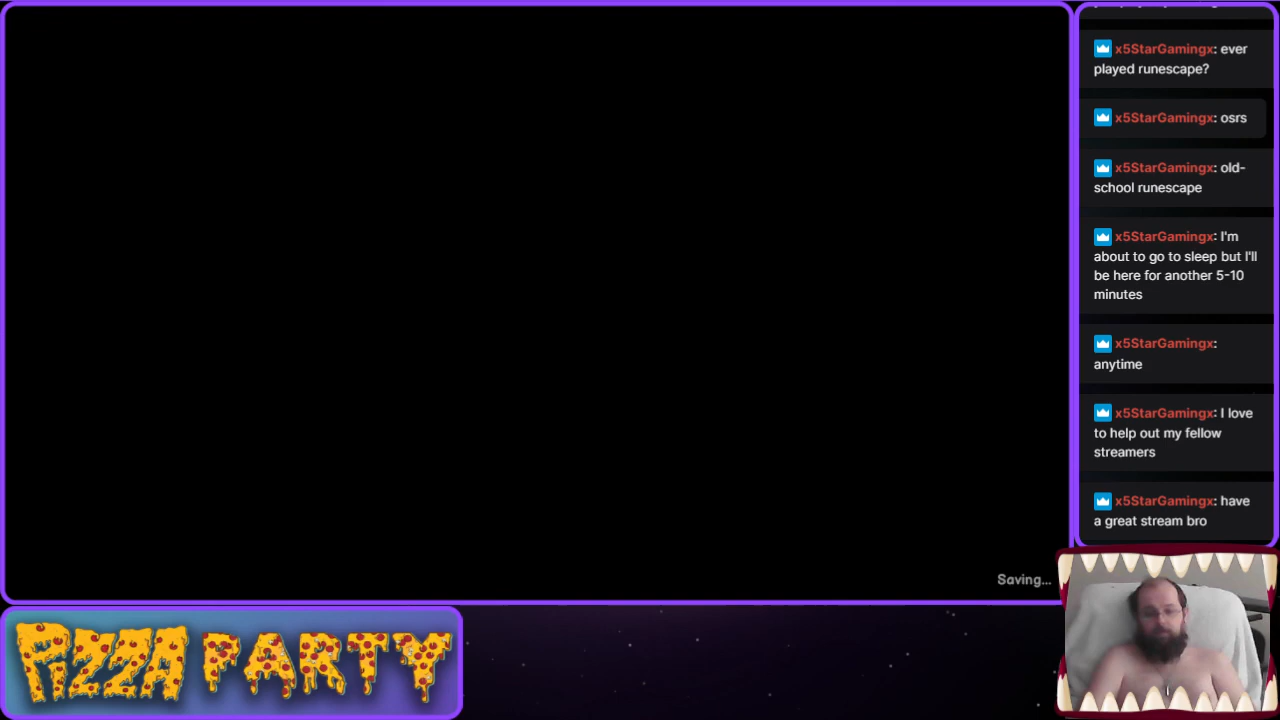 x5StarGamingx: ever
played runescape?
x5StarGamingx: osrs
x5StarGamingx: old-
school runescape
x5StarGamingx: I'm
about to go to sleep but I'll
be here for another 5-10
minutes
x5StarGamingx:
anytime
x5StarGamingx: I love
to help out my fellow
streamers
x5StarGamingx: have
a great stream bro
Saving...
PIZZA PARTY